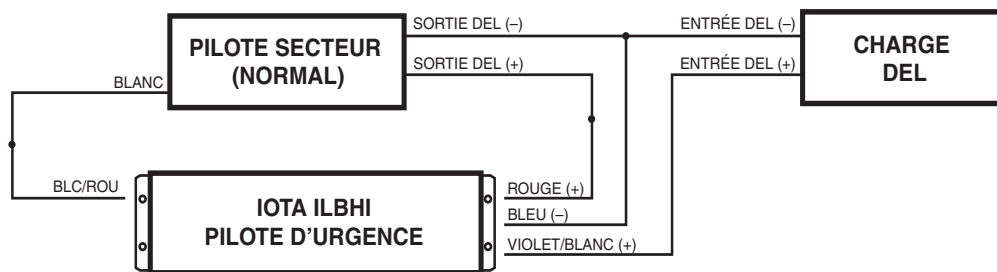 SORTIE DEL (–)
ENTRÉE DEL (–)
PILOTE SECTEUR
(NORMAL)
CHARGE
DEL
SORTIE DEL (+)
ENTRÉE DEL (+)
BLANC
BLC/ROU
IOTA ILBHI
PILOTE D'URGENCE
ROUGE (+)
BLEU (–)
VIOLET/BLANC (+)